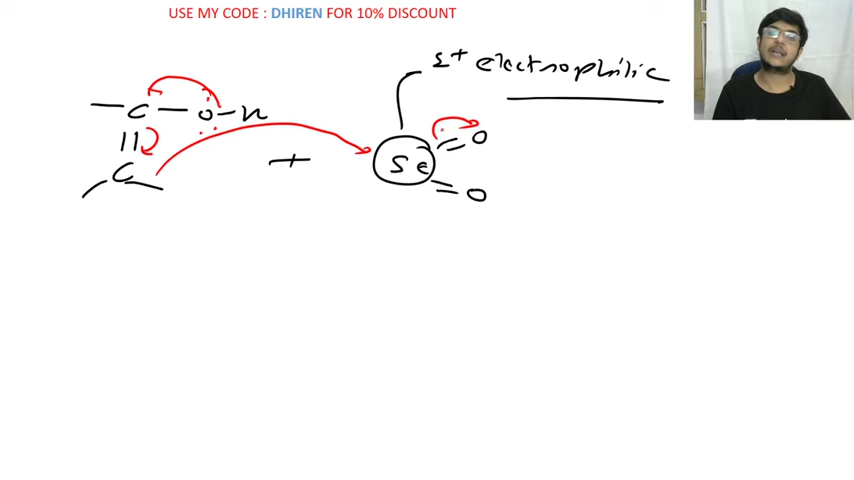 USE MY CODE : DHIREN FOR 10% DISCOUNT
δ+ electrophilic
C O H
C
+
Se O
O